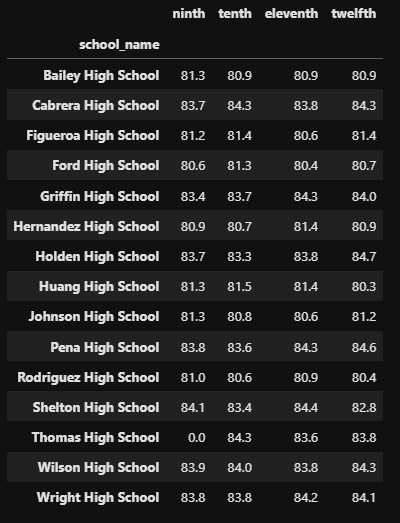 ninth tenth eleventh twelfth
school_name
Bailey High School 81.3 80.9 80.9 80.9
Cabrera High School 83.7 84.3 83.8 84.3
Figueroa High School 81.2 81.4 80.6 81.4
Ford High School 80.6 81.3 80.4 80.7
Griffin High School 83.4 83.7 84.3 84.0
Hernandez High School 80.9 80.7 81.4 80.9
Holden High School 83.7 83.3 83.8 84.7
Huang High School 81.3 81.5 81.4 80.3
Johnson High School 81.3 80.8 80.6 81.2
Pena High School 83.8 83.6 84.3 84.6
Rodriguez High School 81.0 80.6 80.9 80.4
Shelton High School 84.1 83.4 84.4 82.8
Thomas High School 0.0 84.3 83.6 83.8
Wilson High School 83.9 84.0 83.8 84.3
Wright High School 83.8 83.8 84.2 84.1